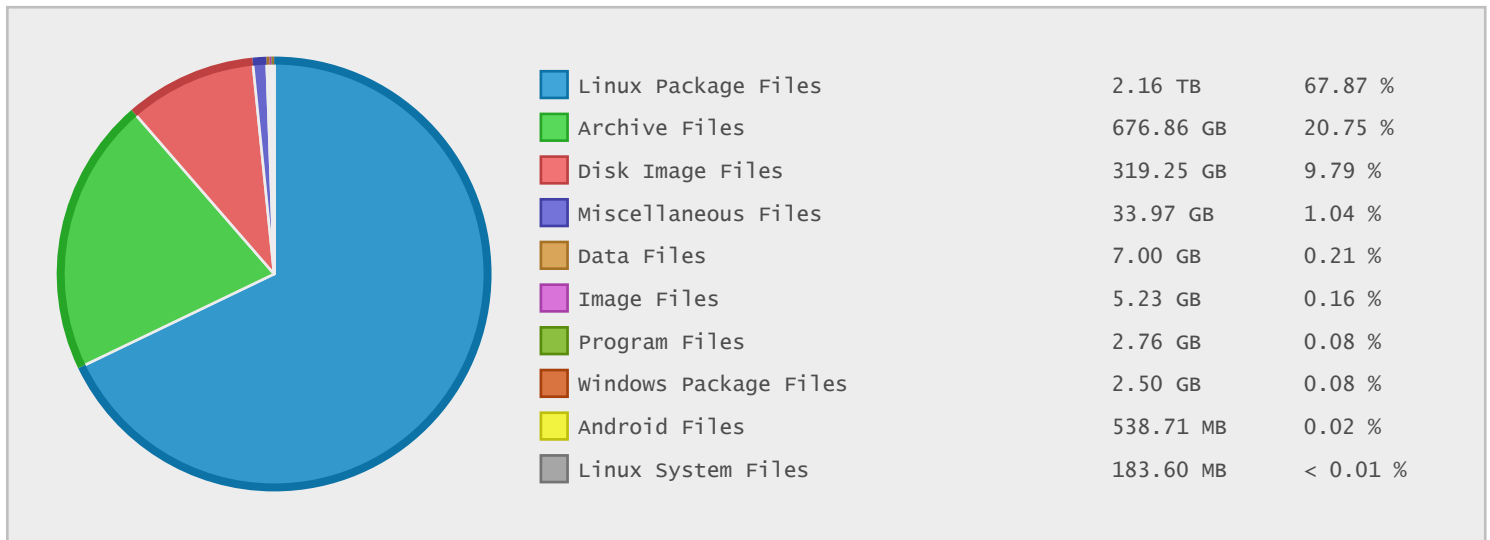 Linux Package Files 2.16 TB 67.87 %
Archive Files 676.86 GB 20.75 %
Disk Image Files 319.25 GB 9.79 %
Miscellaneous Files 33.97 GB 1.04 %
Data Files 7.00 GB 0.21 %
Image Files 5.23 GB 0.16 %
Program Files 2.76 GB 0.08 %
Windows Package Files 2.50 GB 0.08 %
Android Files 538.71 MB 0.02 %
Linux System Files 183.60 MB < 0.01 %